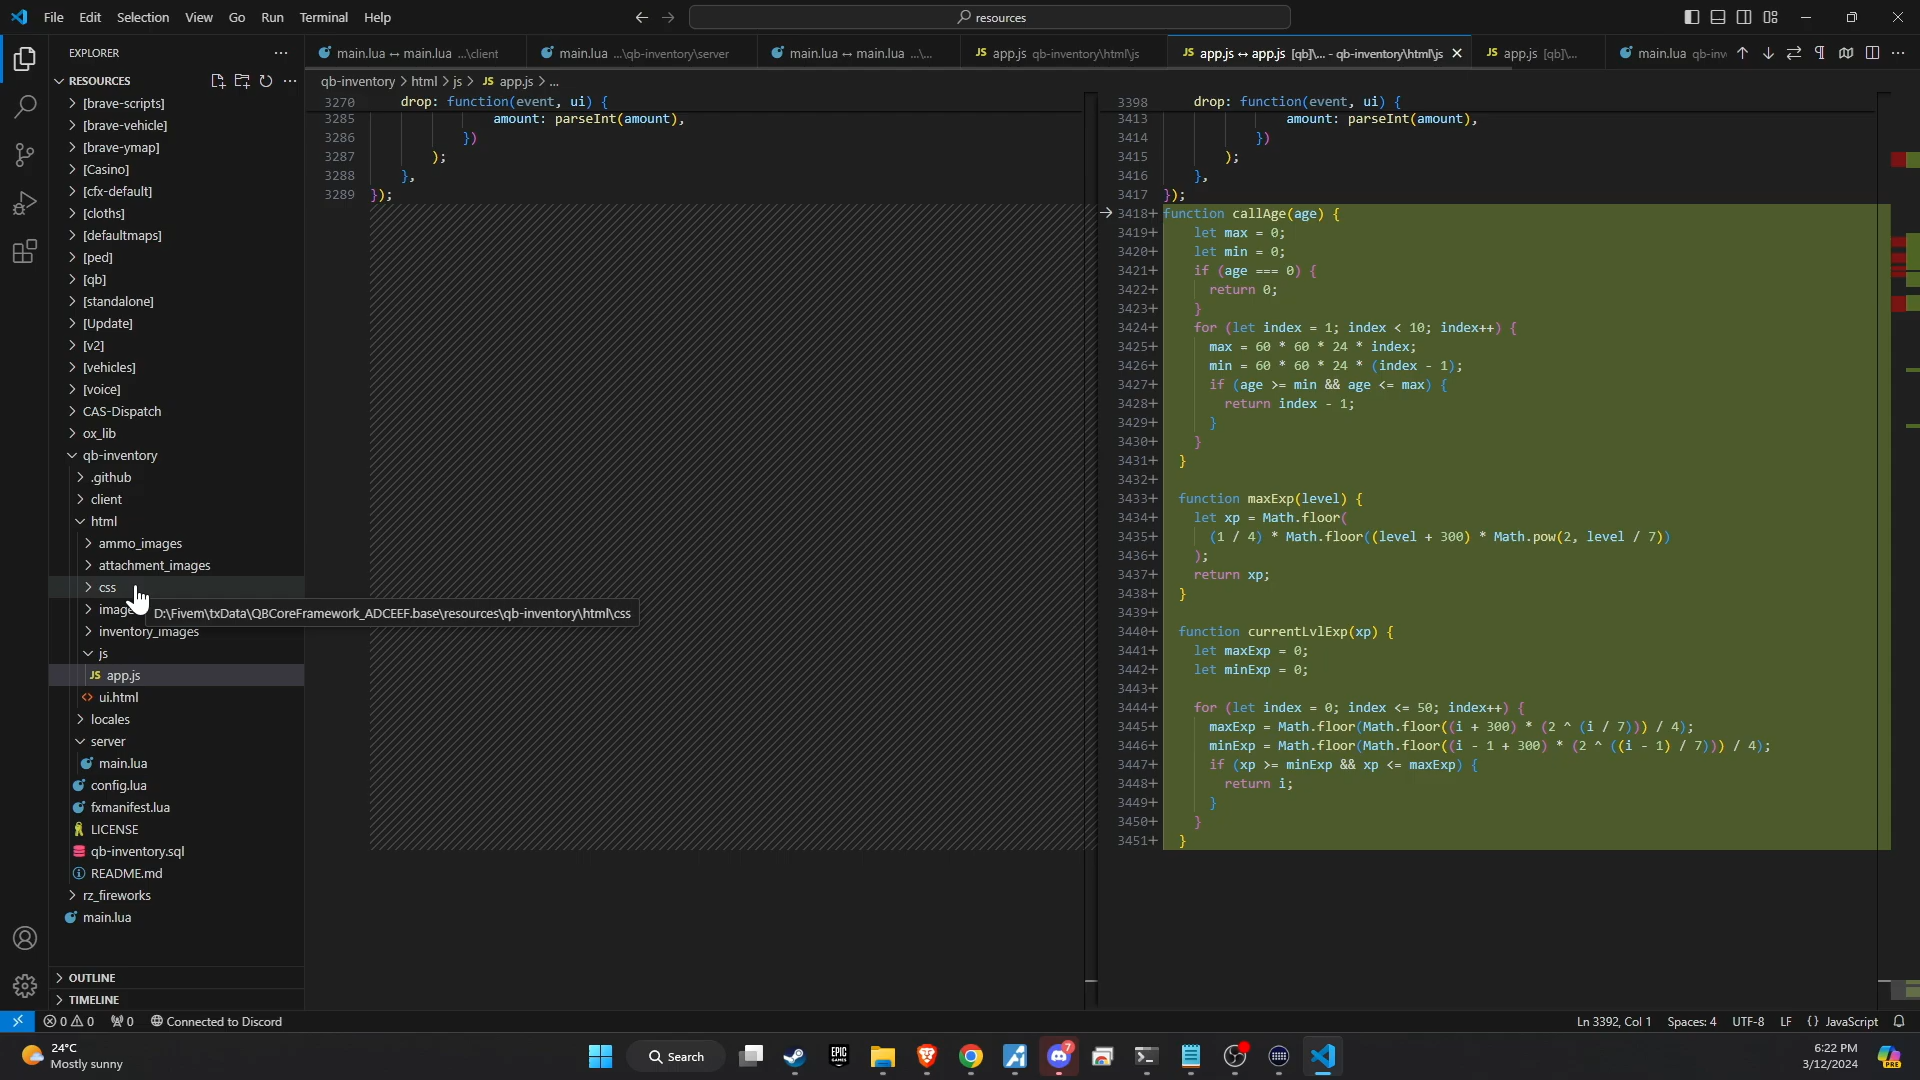 File Edit Selection View Go Run Terminal Help
resources
EXPLORER
main.lua ↔ main.lua ...\client
main.lua ...\qb-inventory\server
main.lua ↔ main.lua ...\...
app.js qb-inventory\html\js
app.js ↔ app.js [qb]\... - qb-inventory\html\js
app.js [qb]\...
main.lua qb-inv
RESOURCES
qb-inventory > html > js > JS app.js > ...
[brave-scripts]
[brave-vehicle]
[brave-ymap]
[Casino]
[cfx-default]
[cloths]
[defaultmaps]
[ped]
[qb]
[standalone]
[Update]
[v2]
[vehicles]
[voice]
CAS-Dispatch
ox_lib
qb-inventory
.github
client
html
ammo_images
attachment_images
css
image
D:\Fivem\txData\QBCoreFramework_ADCEEF.base\resources\qb-inventory\html\css
inventory_images
js
JS app.js
<> ui.html
locales
server
main.lua
config.lua
fxmanifest.lua
LICENSE
qb-inventory.sql
README.md
rz_fireworks
main.lua
OUTLINE
TIMELINE
3270 drop: function(event, ui) {
3285 amount: parseInt(amount),
3286 })
3287 );
3288 },
3289 });
3398 drop: function(event, ui) {
3413 amount: parseInt(amount),
3414 })
3415 );
3416 },
3417 });
3418+ function callAge(age) {
3419+ let max = 0;
3420+ let min = 0;
3421+ if (age === 0) {
3422+ return 0;
3423+ }
3424+ for (let index = 1; index < 10; index++) {
3425+ max = 60 * 60 * 24 * index;
3426+ min = 60 * 60 * 24 * (index - 1);
3427+ if (age >= min && age <= max) {
3428+ return index - 1;
3429+ }
3430+ }
3431+ }
3432+
3433+ function maxExp(level) {
3434+ let xp = Math.floor(
3435+ (1 / 4) * Math.floor((level + 300) * Math.pow(2, level / 7))
3436+ );
3437+ return xp;
3438+ }
3439+
3440+ function currentLvlExp(xp) {
3441+ let maxExp = 0;
3442+ let minExp = 0;
3443+
3444+ for (let index = 0; index <= 50; index++) {
3445+ maxExp = Math.floor(Math.floor((i + 300) * (2 ^ (i / 7))) / 4);
3446+ minExp = Math.floor(Math.floor((i - 1 + 300) * (2 ^ ((i - 1) / 7))) / 4);
3447+ if (xp >= minExp && xp <= maxExp) {
3448+ return i;
3449+ }
3450+ }
3451+ }
0 0 0 Connected to Discord
Ln 3392, Col 1 Spaces: 4 UTF-8 LF {} JavaScript
24°C
Mostly sunny
Search
EPIC GAMES
7
6:22 PM
3/12/2024
PRE